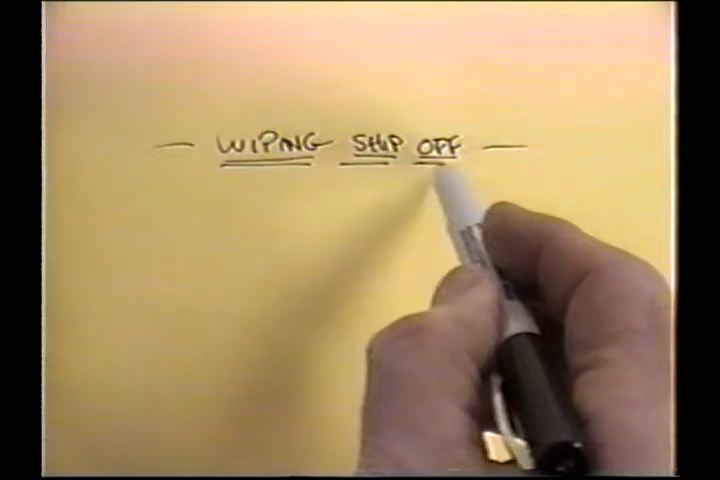 — WIPING SHIP OFF —